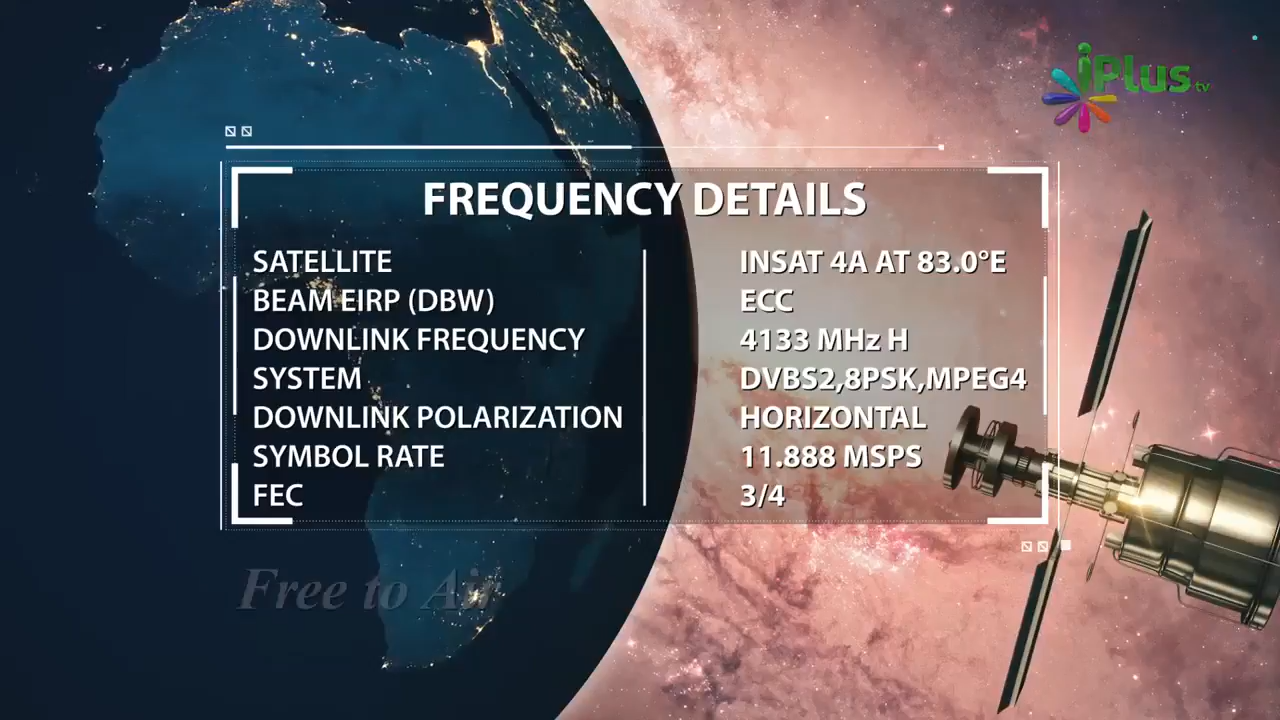 iPlus tv
FREQUENCY DETAILS
SATELLITE INSAT 4A AT 83.0°E
BEAM EIRP (DBW) ECC
DOWNLINK FREQUENCY 4133 MHz H
SYSTEM DVBS2,8PSK,MPEG4
DOWNLINK POLARIZATION HORIZONTAL
SYMBOL RATE 11.888 MSPS
FEC 3/4
Free to Air